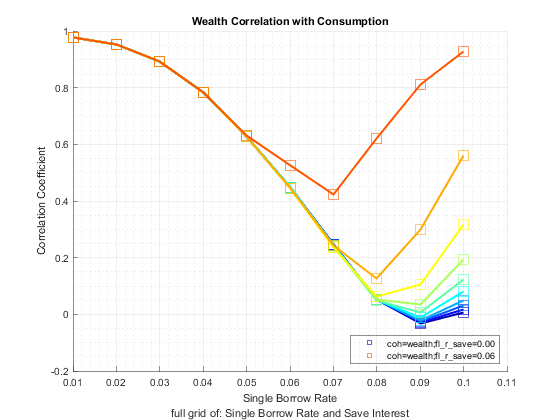 Wealth Correlation with Consumption
1
0.8
0.6
0.4
0.2
0
-0.2
Correlation Coefficient
0.01 0.02 0.03 0.04 0.05 0.06 0.07 0.08 0.09 0.1 0.11
coh=wealth;fl_r_save=0.00
coh=wealth;fl_r_save=0.06
Single Borrow Rate
full grid of: Single Borrow Rate and Save Interest